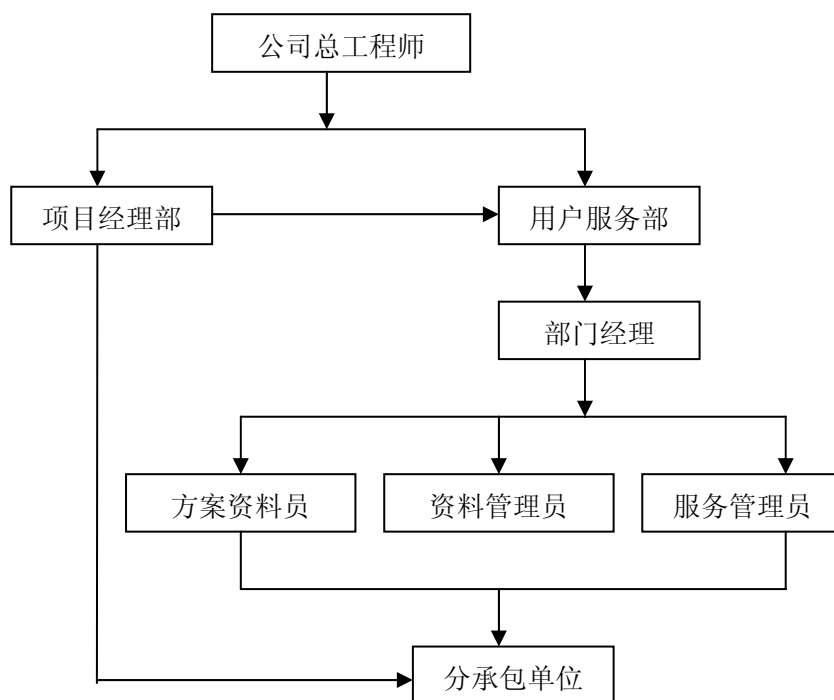 公司总工程师
项目经理部
用户服务部
部门经理
方案资料员
资料管理员
服务管理员
分承包单位